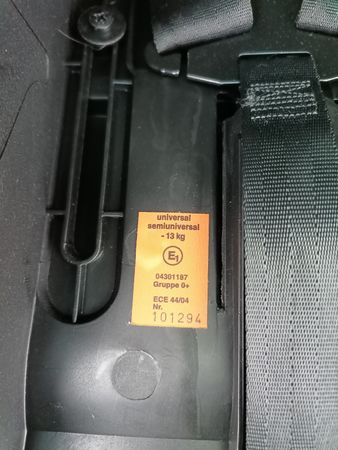 universal
semiuniversal
- 13 kg
E1
04301187
Gruppe 0+
ECE 44/04
Nr.
101294